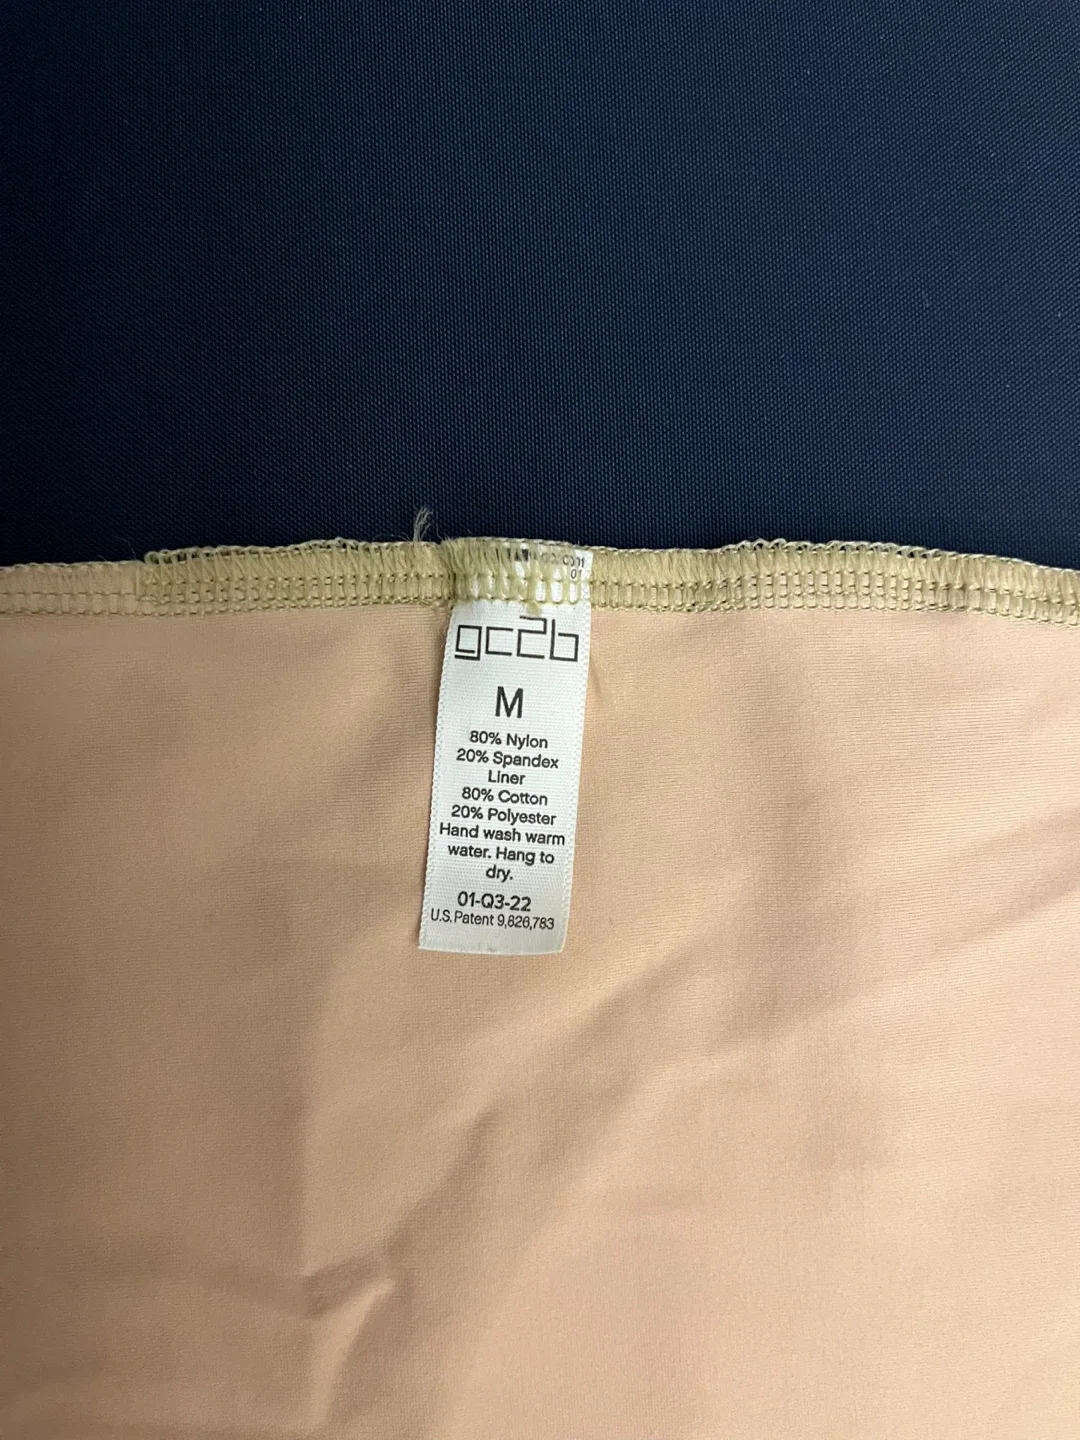 gc2b
M
80% Nylon
20% Spandex
Liner
80% Cotton
20% Polyester
Hand wash warm
water. Hang to
dry.
01-Q3-22
U.S. Patent 9,826,783